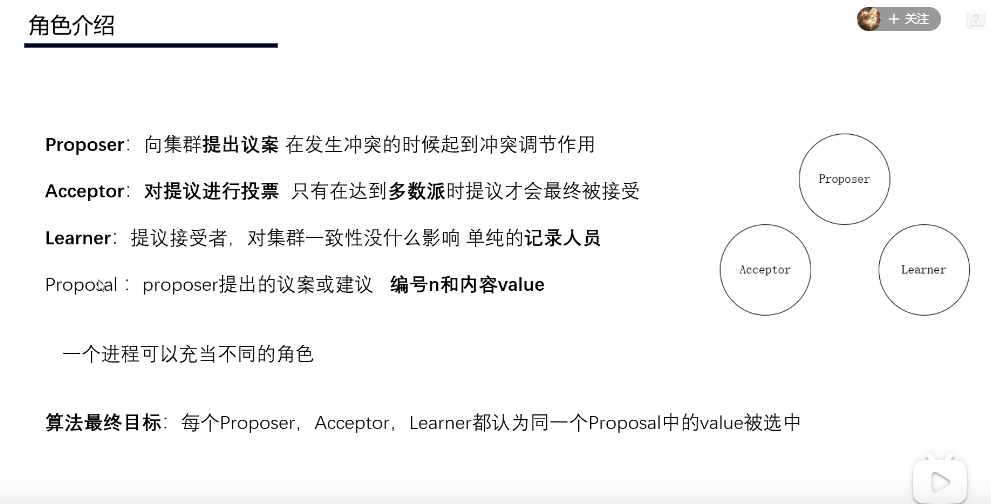 角色介绍
+ 关注
?
Proposer：向集群提出议案 在发生冲突的时候起到冲突调节作用
Acceptor：对提议进行投票 只有在达到多数派时提议才会最终被接受
Learner：提议接受者，对集群一致性没什么影响 单纯的记录人员
Proposal：proposer提出的议案或建议 编号n和内容value
Proposer
Acceptor
Learner
一个进程可以充当不同的角色
算法最终目标：每个Proposer，Acceptor，Learner都认为同一个Proposal中的value被选中